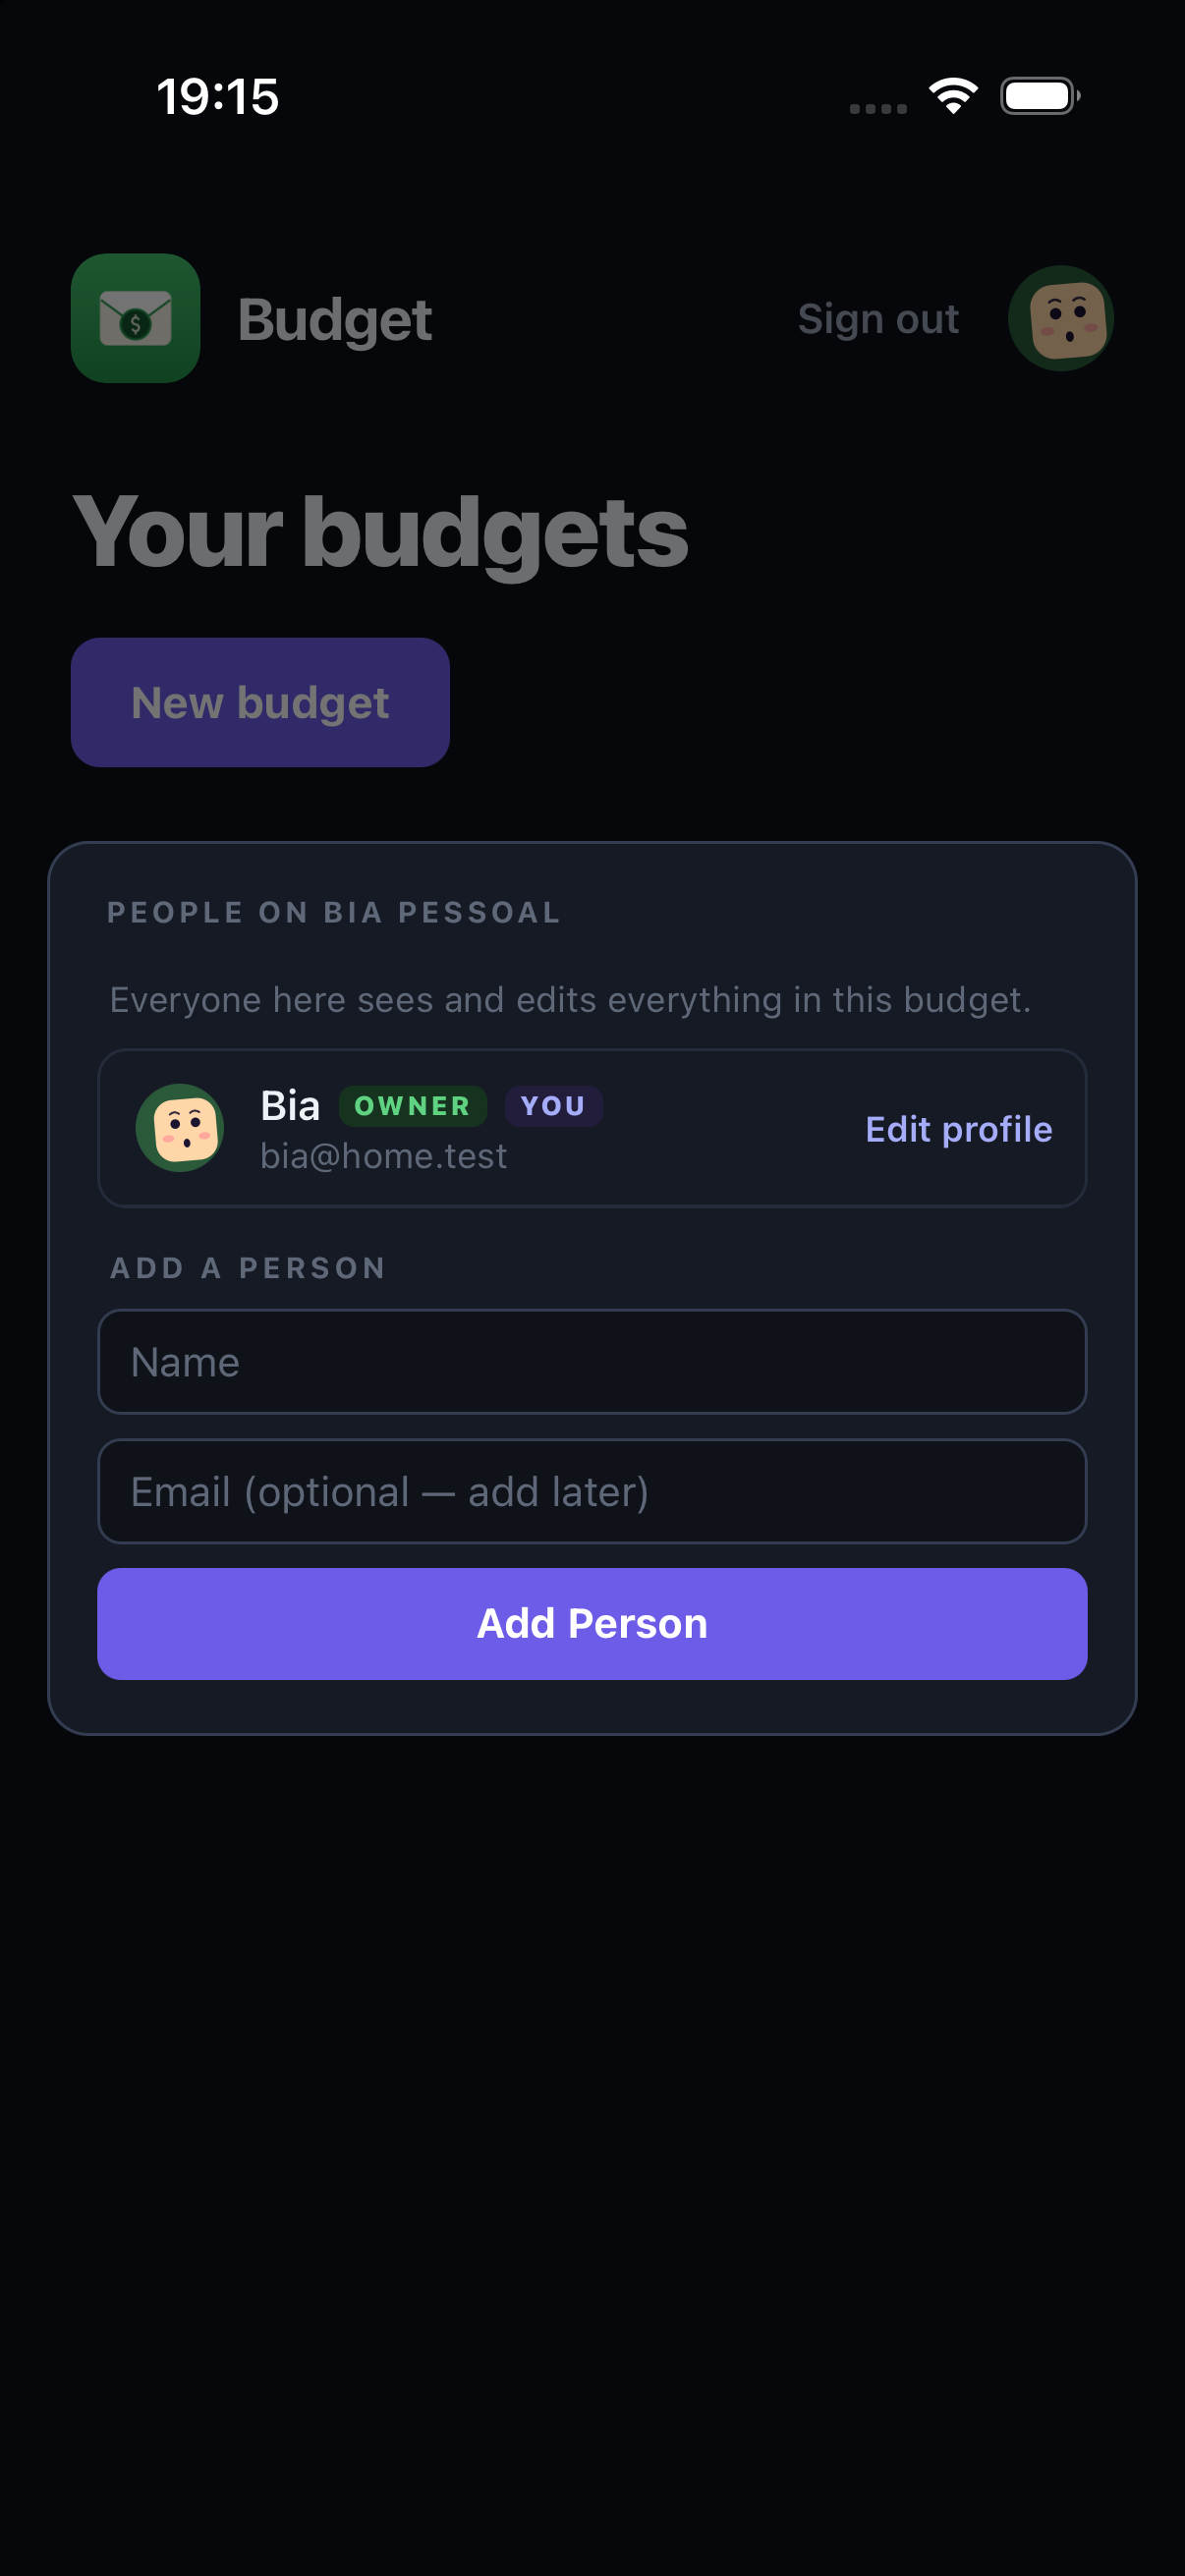 19:15
Budget
Sign out
Your budgets
New budget
PEOPLE ON BIA PESSOAL
Everyone here sees and edits everything in this budget.
Bia OWNER YOU
bia@home.test
Edit profile
ADD A PERSON
Name
Email (optional — add later)
Add Person